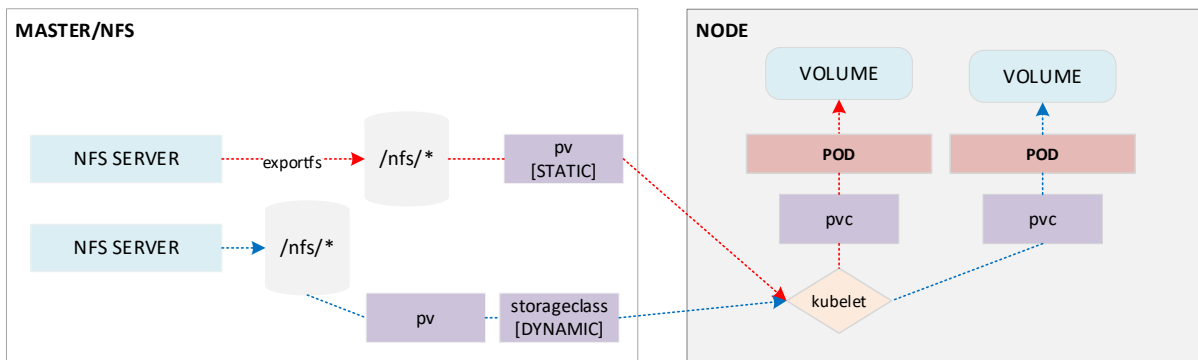 MASTER/NFS
NODE
VOLUME
VOLUME
NFS SERVER
exportfs
/nfs/*
pv
[STATIC]
POD
POD
NFS SERVER
/nfs/*
pvc
pvc
pv
storageclass
[DYNAMIC]
kubelet